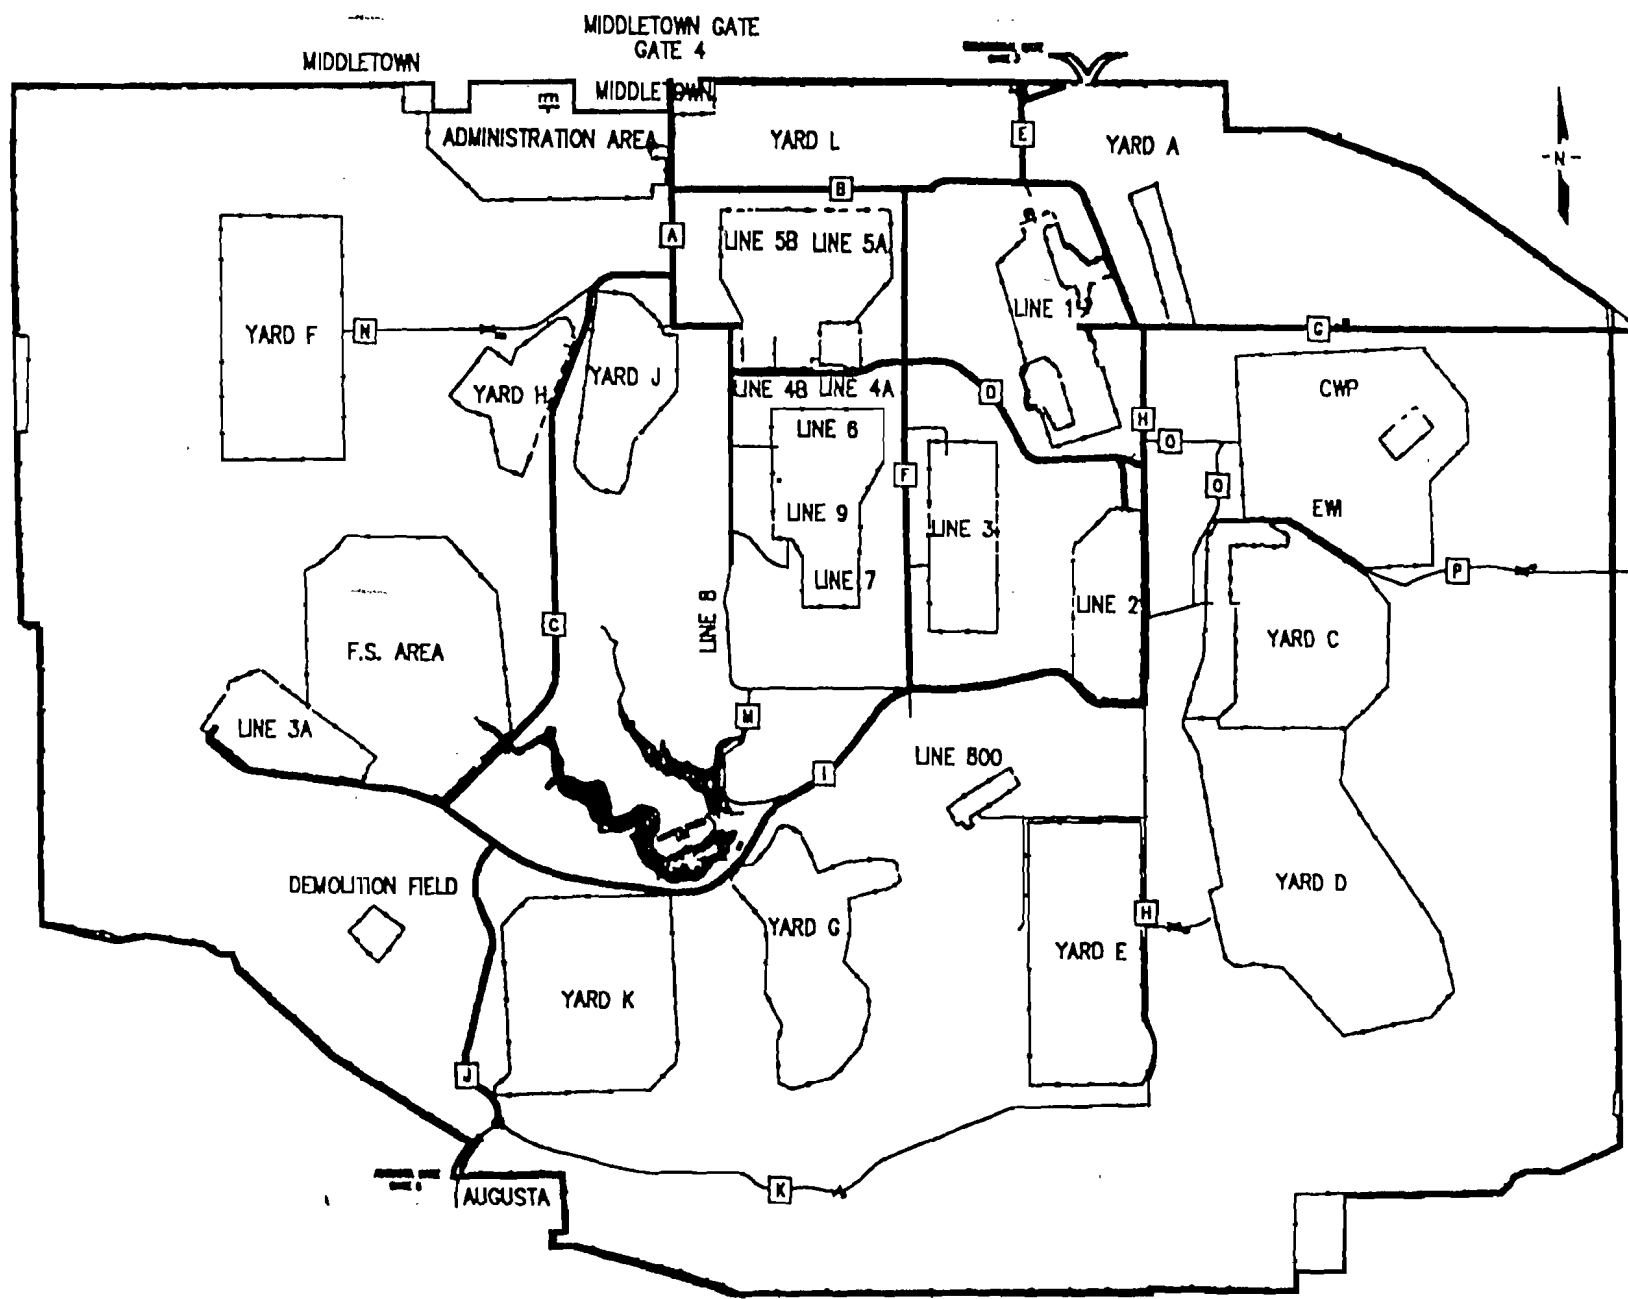 MIDDLETOWN GATE
GATE 4
MIDDLETOWN
MIDDLETOWN
ADMINISTRATION AREA
YARD L
E
YARD A
-N-
B
A
LINE 5B LINE 5A
YARD F
N
LINE 1
G
YARD H
YARD J
LINE 4B LINE 4A
D
CWP
H
O
LINE 6
F
O
LINE 9
LINE 3
EWI
LINE 7
P
LINE 8
LINE 2
C
F.S. AREA
YARD C
LINE 3A
M
I
LINE 800
DEMOLITION FIELD
YARD D
YARD G
H
YARD E
YARD K
J
K
AUGUSTA